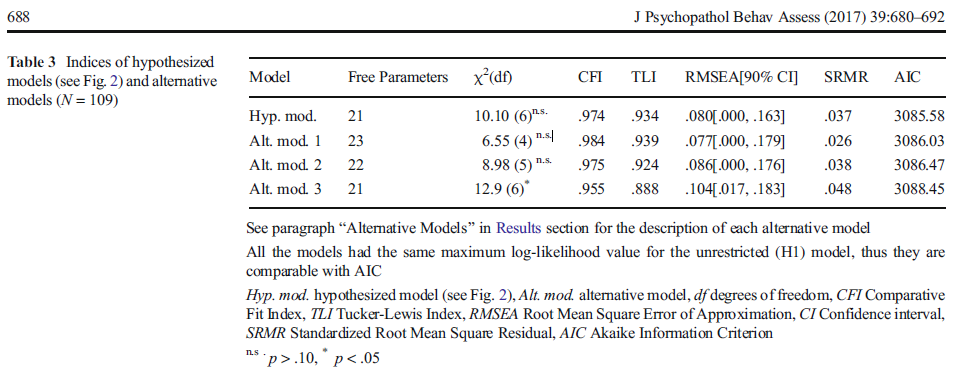 688
J Psychopathol Behav Assess (2017) 39:680–692
Table 3 Indices of hypothesized
models (see Fig. 2) and alternative
models (N = 109)
Model Free Parameters χ²(df) CFI TLI RMSEA[90% CI] SRMR AIC
Hyp. mod. 21 10.10 (6)n.s. .974 .934 .080[.000, .163] .037 3085.58
Alt. mod. 1 23 6.55 (4) n.s. .984 .939 .077[.000, .179] .026 3086.03
Alt. mod. 2 22 8.98 (5) n.s. .975 .924 .086[.000, .176] .038 3086.47
Alt. mod. 3 21 12.9 (6)* .955 .888 .104[.017, .183] .048 3088.45
See paragraph “Alternative Models” in Results section for the description of each alternative model
All the models had the same maximum log-likelihood value for the unrestricted (H1) model, thus they are
comparable with AIC
Hyp. mod. hypothesized model (see Fig. 2), Alt. mod. alternative model, df degrees of freedom, CFI Comparative
Fit Index, TLI Tucker-Lewis Index, RMSEA Root Mean Square Error of Approximation, CI Confidence interval,
SRMR Standardized Root Mean Square Residual, AIC Akaike Information Criterion
n.s. p > .10, * p < .05